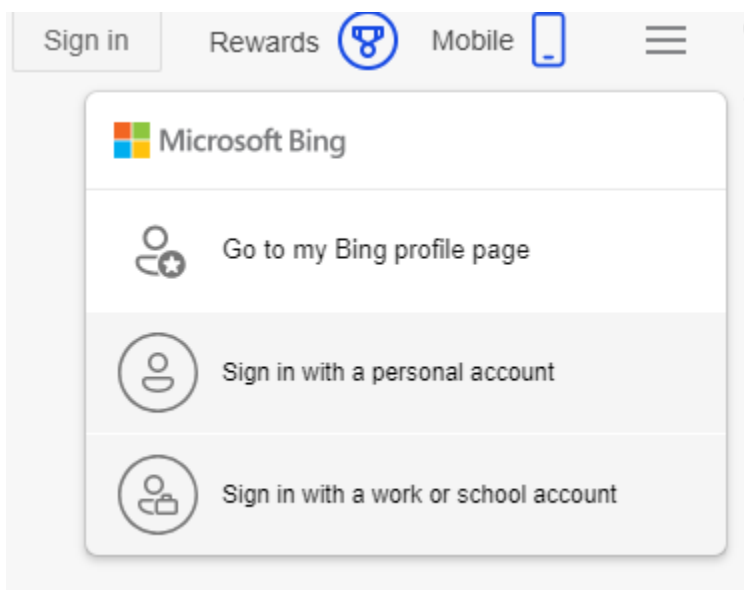 Sign in Rewards Mobile
Microsoft Bing
Go to my Bing profile page
Sign in with a personal account
Sign in with a work or school account